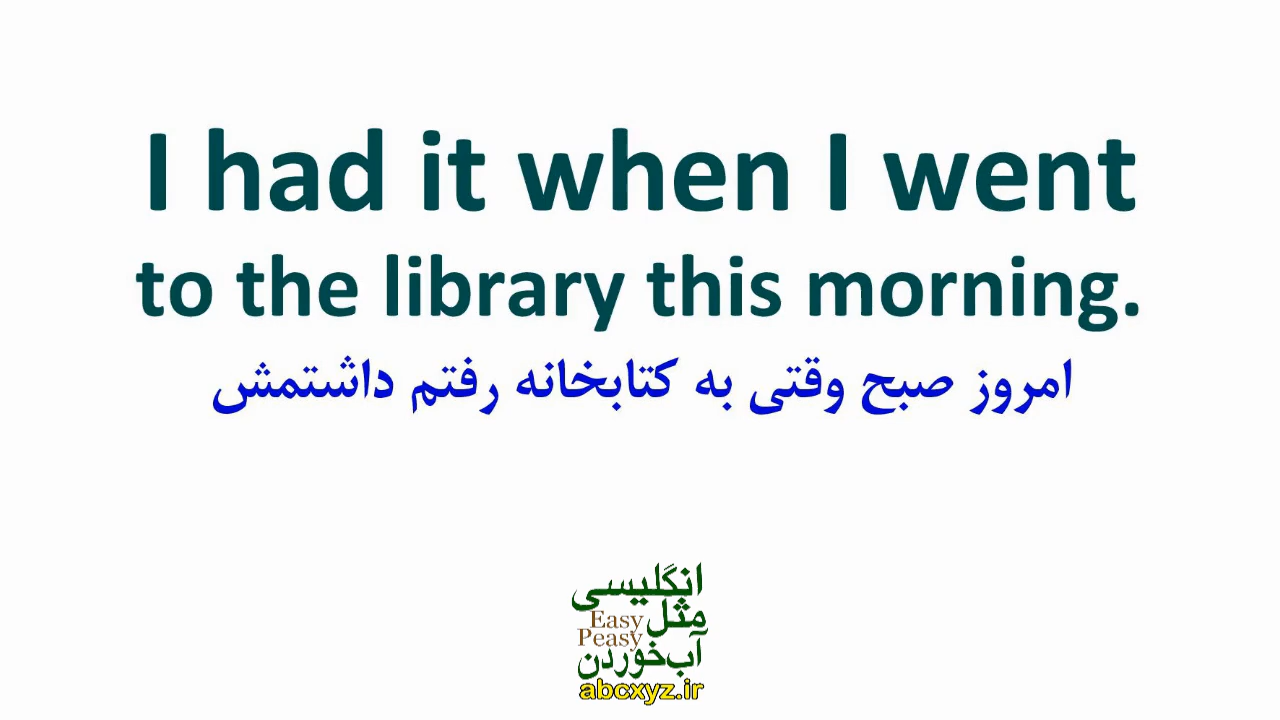 I had it when I went
to the library this morning.
امروز صبح وقتی به کتابخانه رفتم داشتمش
انگلیسی
مثل
Easy
Peasy
آب‌خوردن
abcxyz.ir